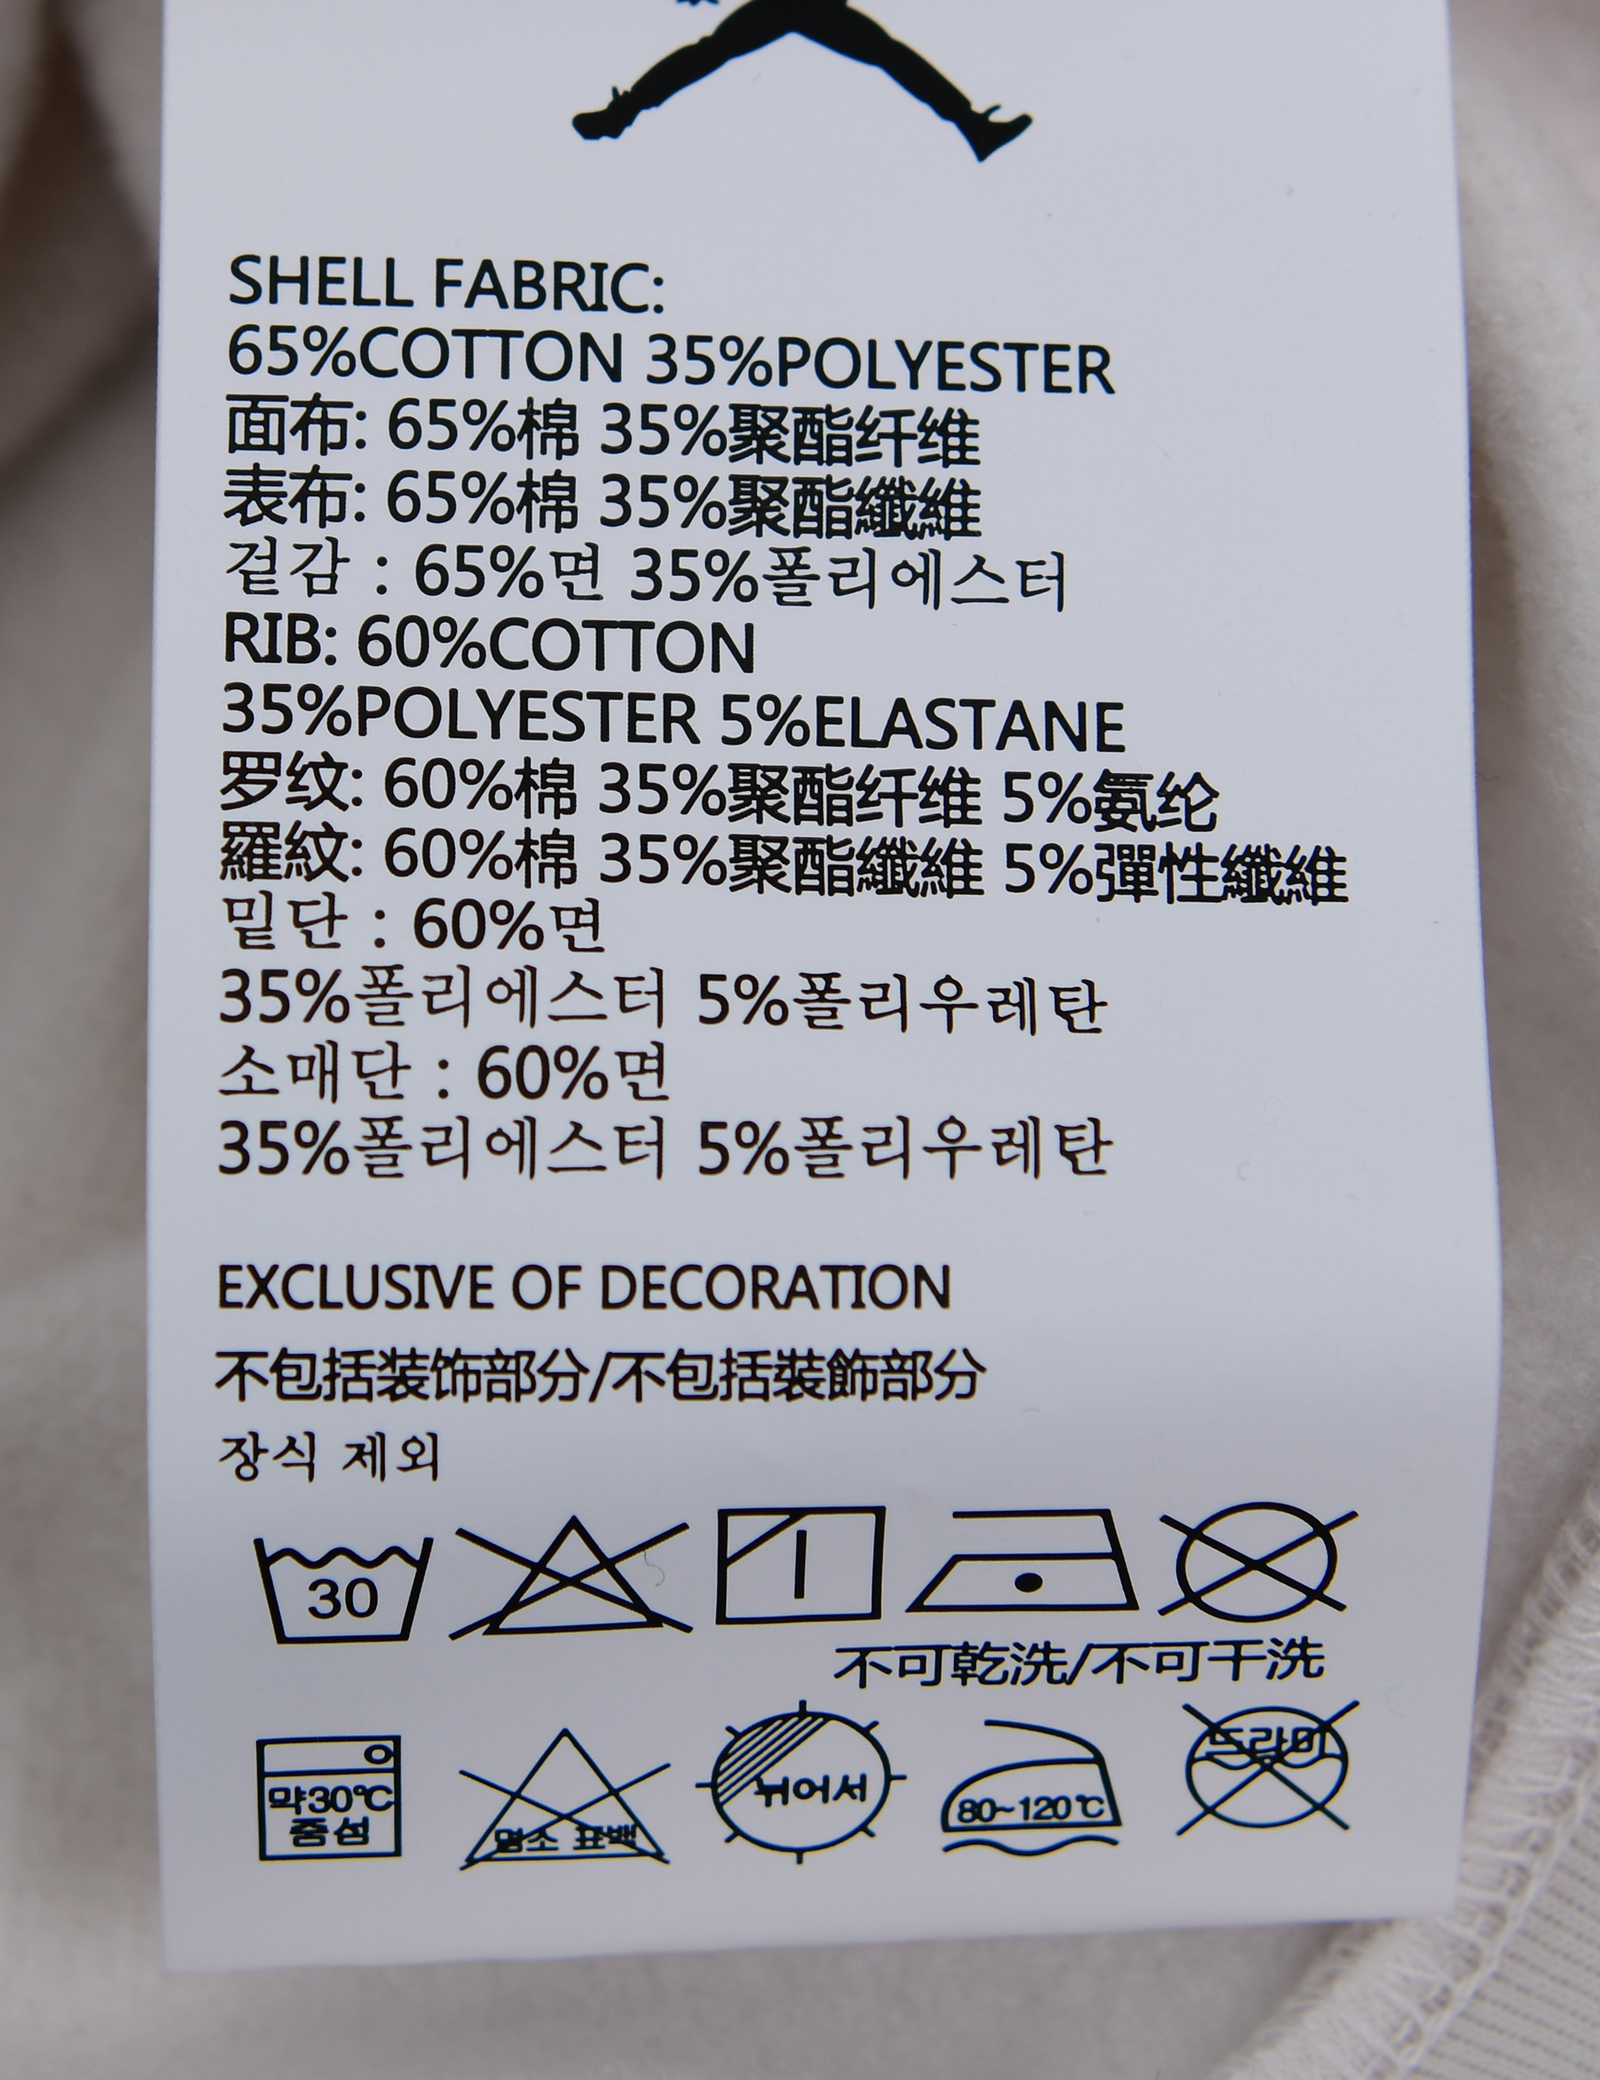 SHELL FABRIC:
65%COTTON 35%POLYESTER
面布: 65%棉 35%聚酯纤维
表布: 65%棉 35%聚酯纖維
겉감 : 65%면 35%폴리에스터
RIB: 60%COTTON
35%POLYESTER 5%ELASTANE
罗纹: 60%棉 35%聚酯纤维 5%氨纶
羅紋: 60%棉 35%聚酯纖維 5%彈性纖維
밑단 : 60%면
35%폴리에스터 5%폴리우레탄
소매단 : 60%면
35%폴리에스터 5%폴리우레탄
EXCLUSIVE OF DECORATION
不包括装饰部分/不包括裝飾部分
장식 제외
30
不可乾洗/不可干洗
약30℃
중성
염소 표백
뉘어서
80~120℃
드라이